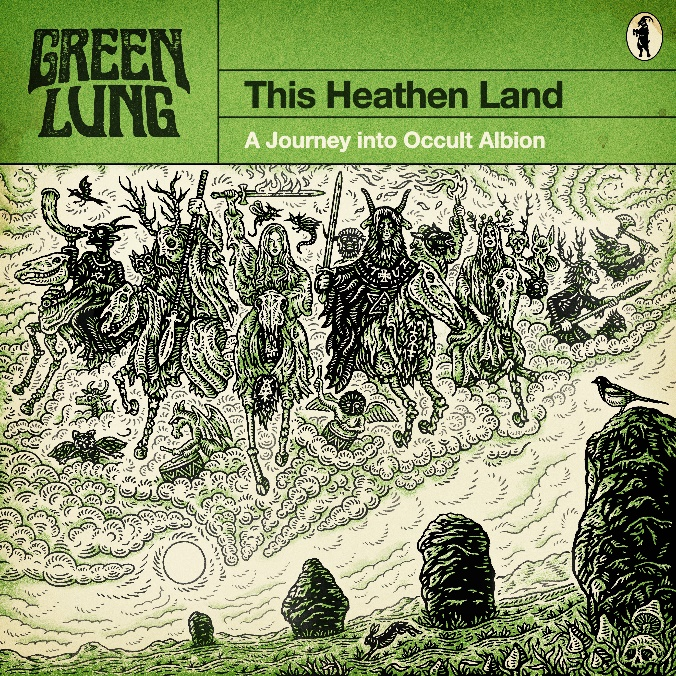 GREEN
LUNG
This Heathen Land
A Journey into Occult Albion